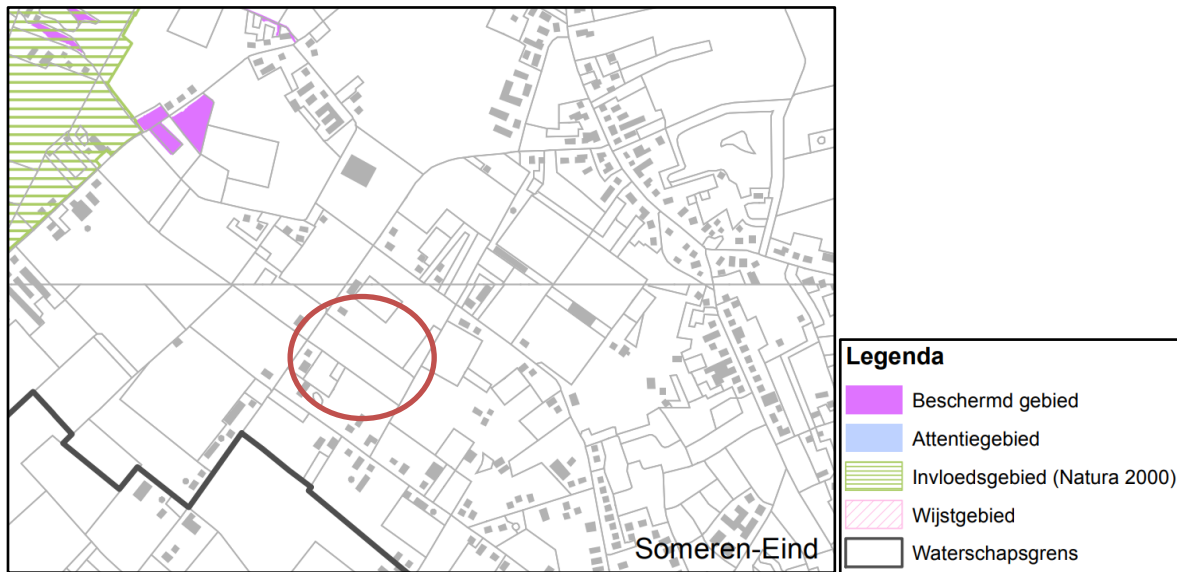 Someren-Eind
Legenda
Beschermd gebied
Attentiegebied
Invloedsgebied (Natura 2000)
Wijstgebied
Waterschapsgrens